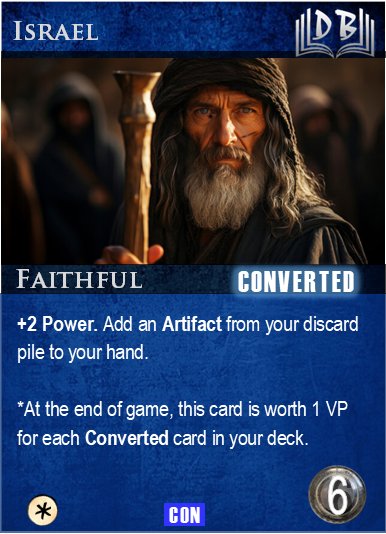 ISRAEL
DB
FAITHFUL
CONVERTED
+2 Power. Add an Artifact from your discard
pile to your hand.
*At the end of game, this card is worth 1 VP
for each Converted card in your deck.
*
CON
6